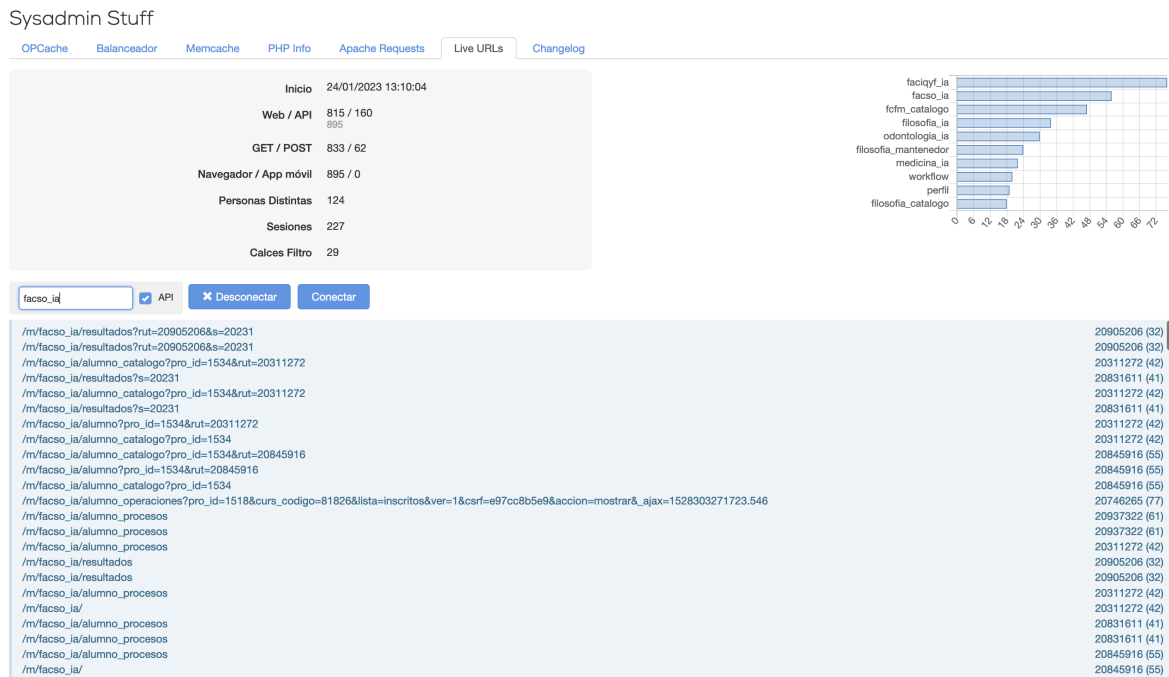 Sysadmin Stuff
OPCache Balanceador Memcache PHP Info Apache Requests Live URLs Changelog
Inicio 24/01/2023 13:10:04
Web / API 815 / 160
895
GET / POST 833 / 62
Navegador / App móvil 895 / 0
Personas Distintas 124
Sesiones 227
Calces Filtro 29
faciqyf_ia
facso_ia
fcfm_catalogo
filosofia_ia
odontologia_ia
filosofia_mantenedor
medicina_ia
workflow
perfil
filosofia_catalogo
0 6 12 18 24 30 36 42 48 54 60 66 72
facso_ia API Desconectar Conectar
/m/facso_ia/resultados?rut=20905206&s=20231 20905206 (32)
/m/facso_ia/resultados?rut=20905206&s=20231 20905206 (32)
/m/facso_ia/alumno_catalogo?pro_id=1534&rut=20311272 20311272 (42)
/m/facso_ia/resultados?s=20231 20831611 (41)
/m/facso_ia/alumno_catalogo?pro_id=1534&rut=20311272 20311272 (42)
/m/facso_ia/resultados?s=20231 20831611 (41)
/m/facso_ia/alumno?pro_id=1534&rut=20311272 20311272 (42)
/m/facso_ia/alumno_catalogo?pro_id=1534 20311272 (42)
/m/facso_ia/alumno_catalogo?pro_id=1534&rut=20845916 20845916 (55)
/m/facso_ia/alumno?pro_id=1534&rut=20845916 20845916 (55)
/m/facso_ia/alumno_catalogo?pro_id=1534 20845916 (55)
/m/facso_ia/alumno_operaciones?pro_id=1518&curs_codigo=81826&lista=inscritos&ver=1&csrf=e97cc8b5e9&accion=mostrar&_ajax=1528303271723.546 20746265 (77)
/m/facso_ia/alumno_procesos 20937322 (61)
/m/facso_ia/alumno_procesos 20937322 (61)
/m/facso_ia/alumno_procesos 20311272 (42)
/m/facso_ia/resultados 20905206 (32)
/m/facso_ia/resultados 20905206 (32)
/m/facso_ia/alumno_procesos 20311272 (42)
/m/facso_ia/ 20311272 (42)
/m/facso_ia/alumno_procesos 20831611 (41)
/m/facso_ia/alumno_procesos 20831611 (41)
/m/facso_ia/alumno_procesos 20845916 (55)
/m/facso_ia/ 20845916 (55)